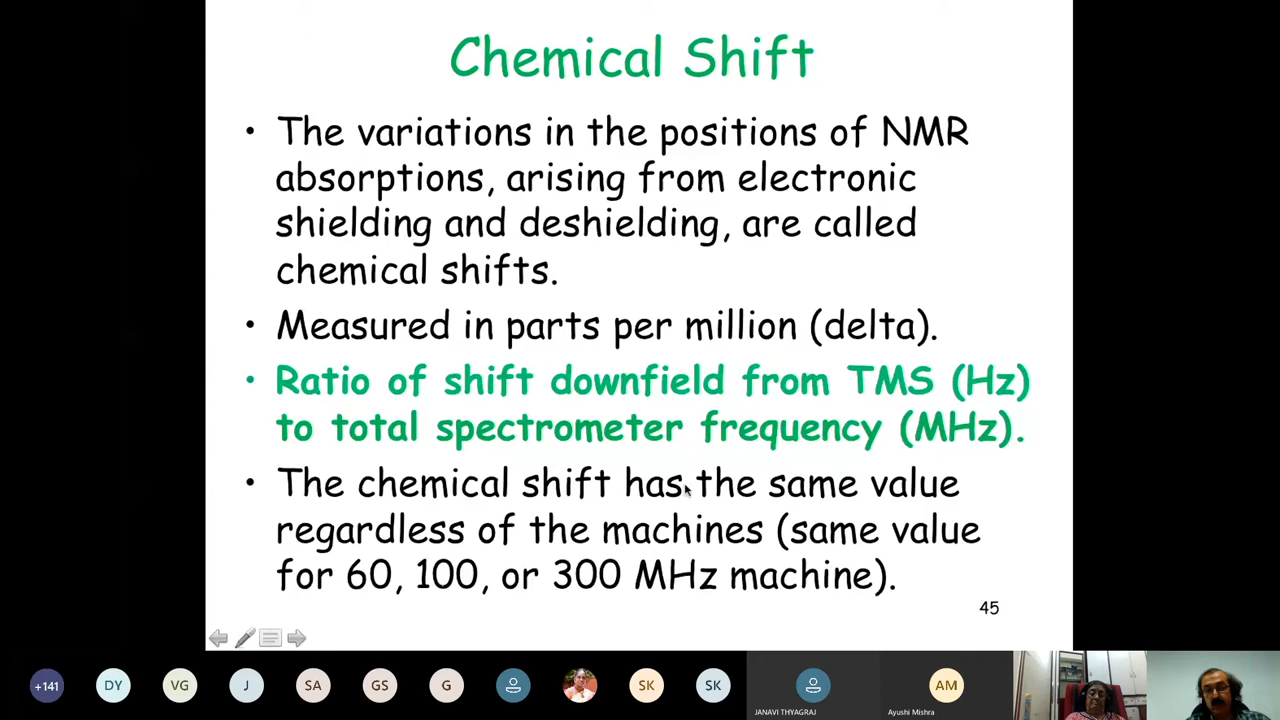 Chemical Shift
• The variations in the positions of NMR
absorptions, arising from electronic
shielding and deshielding, are called
chemical shifts.
• Measured in parts per million (delta).
• Ratio of shift downfield from TMS (Hz)
to total spectrometer frequency (MHz).
• The chemical shift has the same value
regardless of the machines (same value
for 60, 100, or 300 MHz machine).
45
+141 DY VG J SA GS G SK SK AM
JANAVI THYAGRAJ Ayushi Mishra